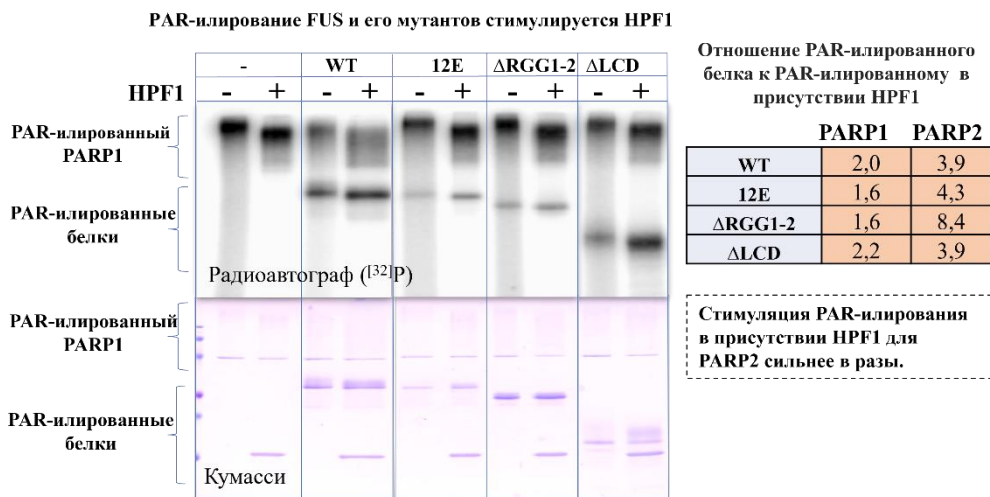 PAR-илирование FUS и его мутантов стимулируется HPF1
- WT 12E ΔRGG1-2 ΔLCD
HPF1 - + - + - + - + - +
PAR-илированный
PARP1
PAR-илированные
белки
Радиоавтограф ([32]P)
PAR-илированный
PARP1
PAR-илированные
белки
Кумасси
Отношение PAR-илированного
белка к PAR-илированному в
присутствии HPF1
PARP1 PARP2
WT 2,0 3,9
12E 1,6 4,3
ΔRGG1-2 1,6 8,4
ΔLCD 2,2 3,9
Стимуляция PAR-илирования
в присутствии HPF1 для
PARP2 сильнее в разы.